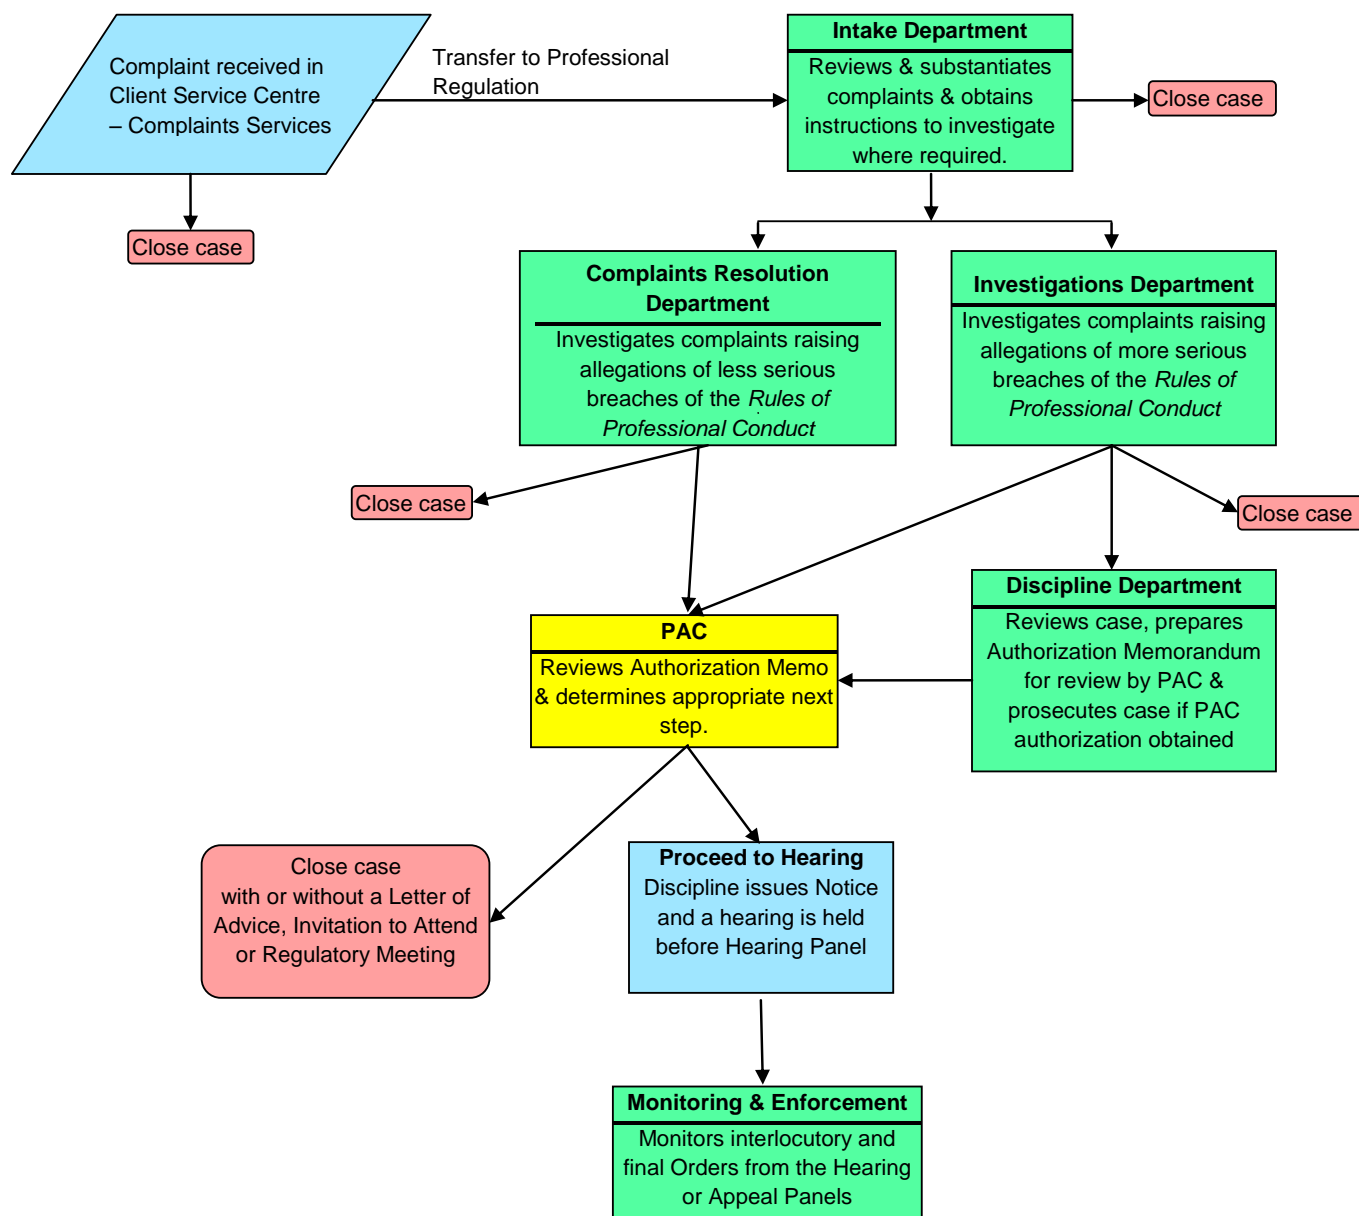 Complaint received in
Client Service Centre
– Complaints Services
Transfer to Professional
Regulation
Intake Department
Reviews & substantiates
complaints & obtains
instructions to investigate
where required.
Close case
Close case
Complaints Resolution
Department
Investigates complaints raising
allegations of less serious
breaches of the Rules of
Professional Conduct
Investigations Department
Investigates complaints raising
allegations of more serious
breaches of the Rules of
Professional Conduct
Close case
Close case
Discipline Department
Reviews case, prepares
Authorization Memorandum
for review by PAC &
prosecutes case if PAC
authorization obtained
PAC
Reviews Authorization Memo
& determines appropriate next
step.
Close case
with or without a Letter of
Advice, Invitation to Attend
or Regulatory Meeting
Proceed to Hearing
Discipline issues Notice
and a hearing is held
before Hearing Panel
Monitoring & Enforcement
Monitors interlocutory and
final Orders from the Hearing
or Appeal Panels